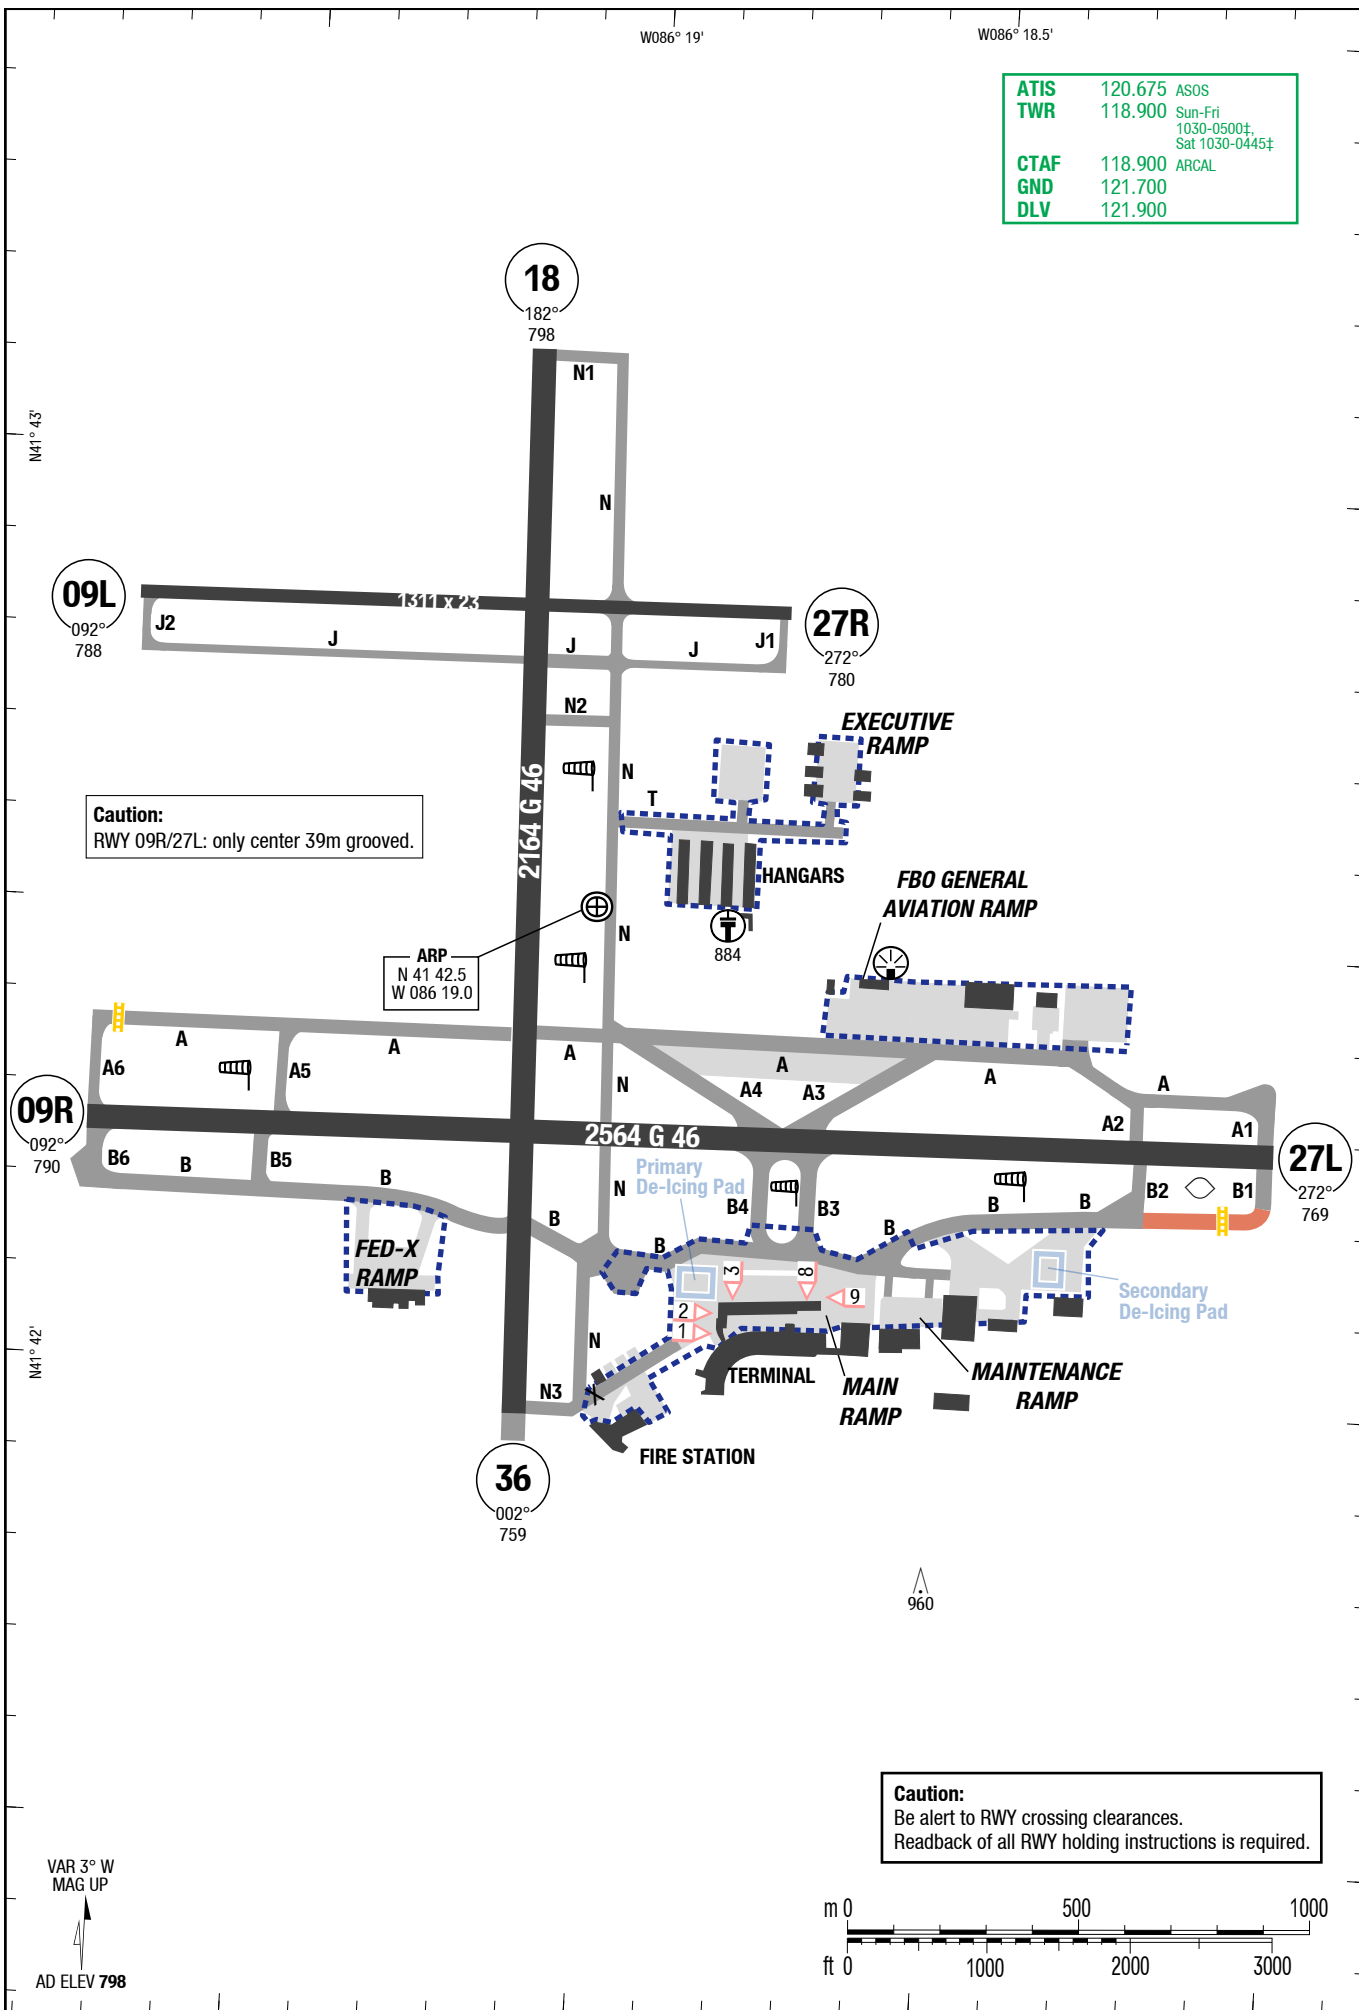 W086° 19'
W086° 18.5'
ATIS 120.675 ASOS
TWR 118.900 Sun-Fri
1030-0500‡,
Sat 1030-0445‡
CTAF 118.900 ARCAL
GND 121.700
DLV 121.900
18
182°
798
N1
N41° 43'
N
09L
092°
788
1311 x 23
J2
J
J
J
J1
27R
272°
780
N2
EXECUTIVE
RAMP
2164 G 46
N
T
Caution:
RWY 09R/27L: only center 39m grooved.
HANGARS
FBO GENERAL
AVIATION RAMP
884
N
ARP
N 41 42.5
W 086 19.0
A
A
A
A
A
A
A6
A5
N
A4
A3
A2
A1
09R
092°
790
2564 G 46
27L
272°
769
B6
B
B5
B
Primary
De-Icing Pad
N
B4
B3
B
B
B
B2
B1
B
B
FED-X
RAMP
3
8
9
2
1
Secondary
De-Icing Pad
N41° 42'
N
N3
X
TERMINAL
MAIN
RAMP
MAINTENANCE
RAMP
FIRE STATION
36
002°
759
960
Caution:
Be alert to RWY crossing clearances.
Readback of all RWY holding instructions is required.
VAR 3° W
MAG UP
AD ELEV 798
m 0 500 1000
ft 0 1000 2000 3000